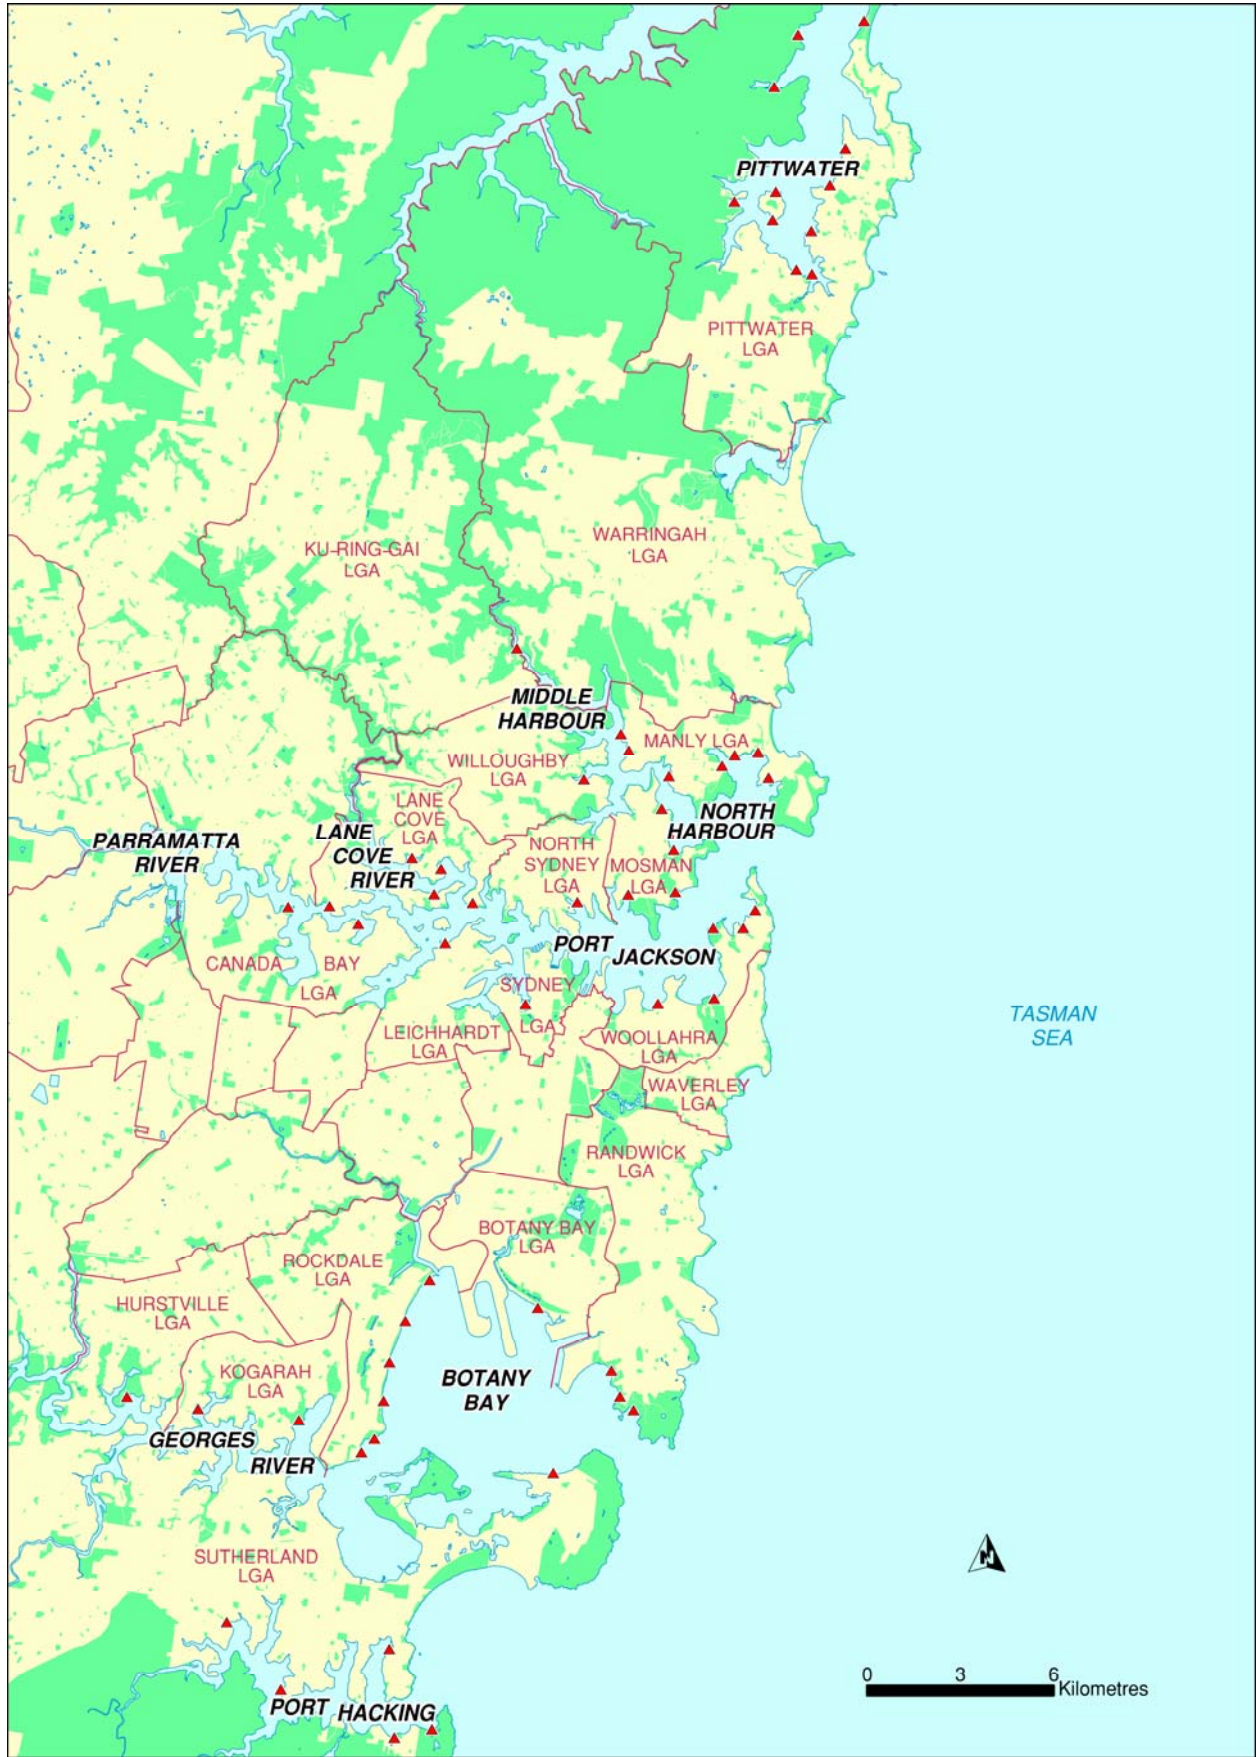 PITTWATER
PITTWATER
LGA
WARRINGAH
LGA
KU-RING-GAI
LGA
MIDDLE
HARBOUR
MANLY LGA
WILLOUGHBY
LGA
LANE
COVE
LGA
NORTH
HARBOUR
PARRAMATTA
RIVER
LANE
COVE
RIVER
NORTH
SYDNEY
LGA
MOSMAN
LGA
PORT JACKSON
CANADA BAY
LGA
SYDNEY
LGA
LEICHHARDT
LGA
WOOLLAHRA
LGA
TASMAN
SEA
WAVERLEY
LGA
RANDWICK
LGA
BOTANY BAY
LGA
ROCKDALE
LGA
HURSTVILLE
LGA
KOGARAH
LGA
BOTANY
BAY
GEORGES
RIVER
SUTHERLAND
LGA
N
PORT HACKING
0 3 6
Kilometres